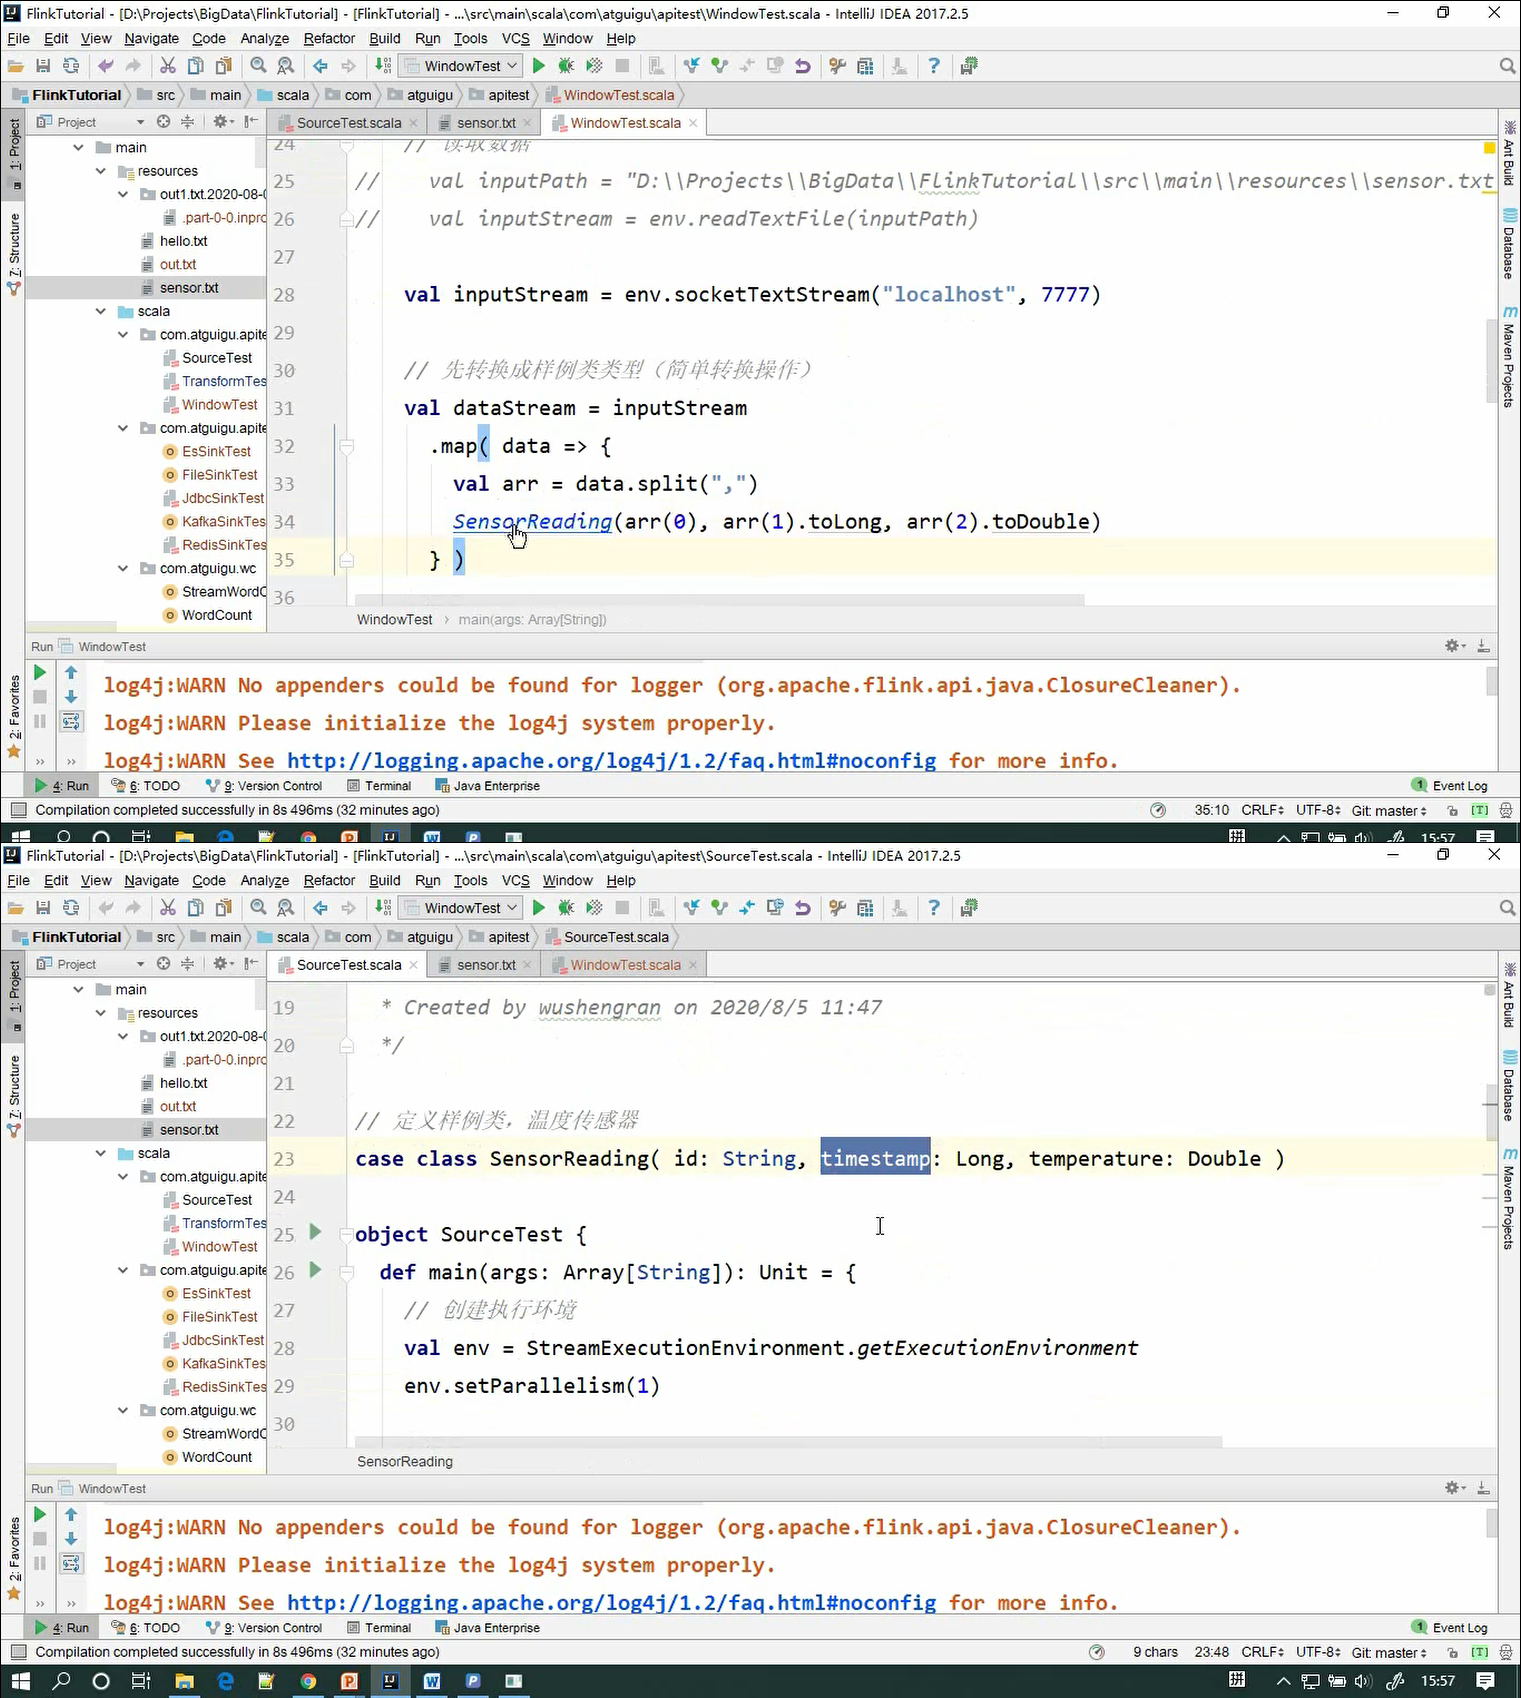 FlinkTutorial - [D:\Projects\BigData\FlinkTutorial] - [FlinkTutorial] - ...\src\main\scala\com\atguigu\apitest\WindowTest.scala - IntelliJ IDEA 2017.2.5
File Edit View Navigate Code Analyze Refactor Build Run Tools VCS Window Help
WindowTest
FlinkTutorial src main scala com atguigu apitest WindowTest.scala
Project SourceTest.scala sensor.txt WindowTest.scala
1: Project
7: Structure
2: Favorites
main
resources
out1.txt.2020-08-0
.part-0-0.inpro
hello.txt
out.txt
sensor.txt
scala
com.atguigu.apite
SourceTest
TransformTes
WindowTest
com.atguigu.apite
EsSinkTest
FileSinkTest
JdbcSinkTest
KafkaSinkTes
RedisSinkTes
com.atguigu.wc
StreamWordC
WordCount
24 // 读取数据
25 // val inputPath = "D:\\Projects\\BigData\\FLinkTutorial\\src\\main\\resources\\sensor.txt
26 // val inputStream = env.readTextFile(inputPath)
27
28 val inputStream = env.socketTextStream("localhost", 7777)
29
30 // 先转换成样例类类型（简单转换操作）
31 val dataStream = inputStream
32 .map( data => {
33 val arr = data.split(",")
34 SensorReading(arr(0), arr(1).toLong, arr(2).toDouble)
35 } )
36
WindowTest › main(args: Array[String])
Ant Build
Database
Maven Projects
Run WindowTest
log4j:WARN No appenders could be found for logger (org.apache.flink.api.java.ClosureCleaner).
log4j:WARN Please initialize the log4j system properly.
log4j:WARN See http://logging.apache.org/log4j/1.2/faq.html#noconfig for more info.
4: Run 6: TODO 9: Version Control Terminal Java Enterprise 1 Event Log
Compilation completed successfully in 8s 496ms (32 minutes ago) 35:10 CRLF UTF-8 Git: master [T]
拼 15:57
FlinkTutorial - [D:\Projects\BigData\FlinkTutorial] - [FlinkTutorial] - ...\src\main\scala\com\atguigu\apitest\SourceTest.scala - IntelliJ IDEA 2017.2.5
File Edit View Navigate Code Analyze Refactor Build Run Tools VCS Window Help
WindowTest
FlinkTutorial src main scala com atguigu apitest SourceTest.scala
Project SourceTest.scala sensor.txt WindowTest.scala
1: Project
7: Structure
2: Favorites
main
resources
out1.txt.2020-08-0
.part-0-0.inpro
hello.txt
out.txt
sensor.txt
scala
com.atguigu.apite
SourceTest
TransformTes
WindowTest
com.atguigu.apite
EsSinkTest
FileSinkTest
JdbcSinkTest
KafkaSinkTes
RedisSinkTes
com.atguigu.wc
StreamWordC
WordCount
19 * Created by wushengran on 2020/8/5 11:47
20 */
21
22 // 定义样例类，温度传感器
23 case class SensorReading( id: String, timestamp: Long, temperature: Double )
24
25 object SourceTest {
26 def main(args: Array[String]): Unit = {
27 // 创建执行环境
28 val env = StreamExecutionEnvironment.getExecutionEnvironment
29 env.setParallelism(1)
30
SensorReading
Ant Build
Database
Maven Projects
Run WindowTest
log4j:WARN No appenders could be found for logger (org.apache.flink.api.java.ClosureCleaner).
log4j:WARN Please initialize the log4j system properly.
log4j:WARN See http://logging.apache.org/log4j/1.2/faq.html#noconfig for more info.
4: Run 6: TODO 9: Version Control Terminal Java Enterprise 1 Event Log
Compilation completed successfully in 8s 496ms (32 minutes ago) 9 chars 23:48 CRLF UTF-8 Git: master [T]
拼 15:57